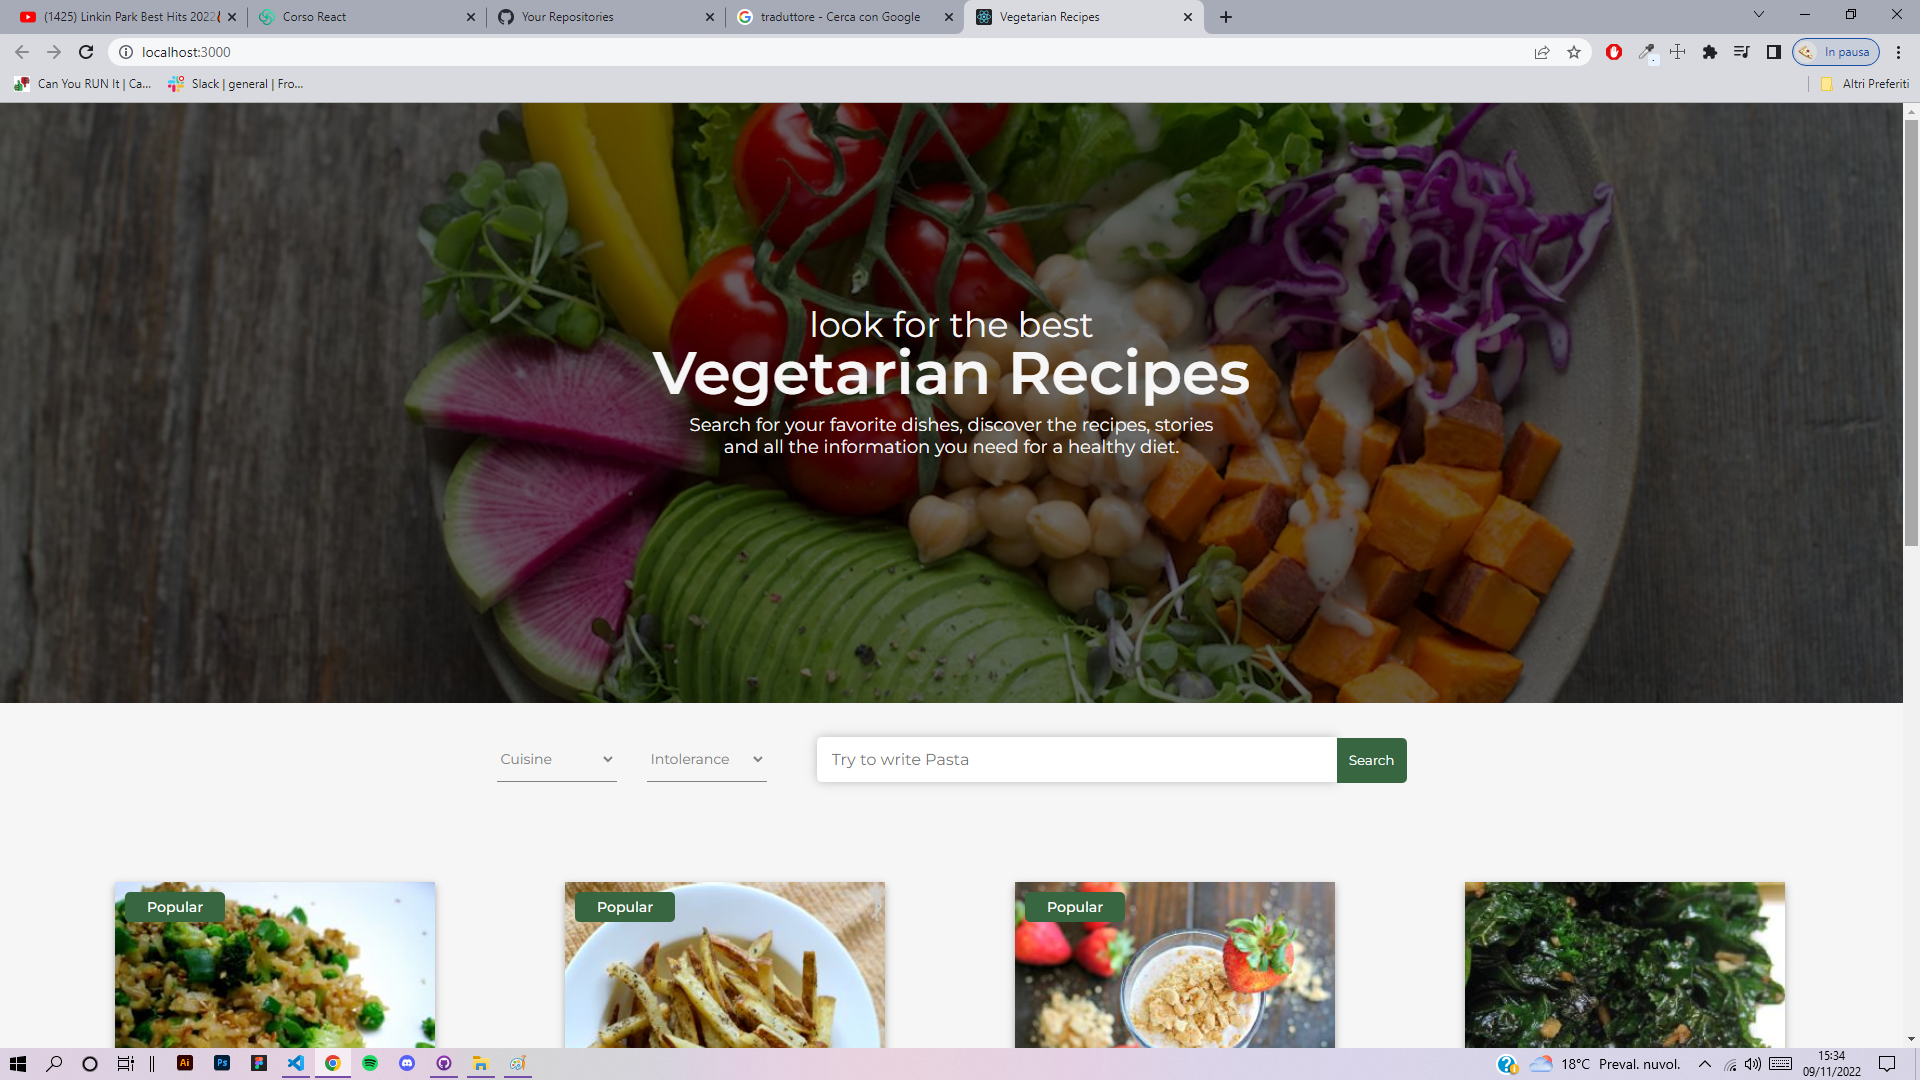 (1425) Linkin Park Best Hits 2022
Corso React
Your Repositories
traduttore - Cerca con Google
Vegetarian Recipes
localhost:3000
In pausa
Can You RUN It | Ca...
Slack | general | Fro...
Altri Preferiti
look for the best
Vegetarian Recipes
Search for your favorite dishes, discover the recipes, stories
and all the information you need for a healthy diet.
Cuisine
Intolerance
Try to write Pasta
Search
Popular
Popular
Popular
Ai
Ps
18°C Preval. nuvol.
15:34
09/11/2022